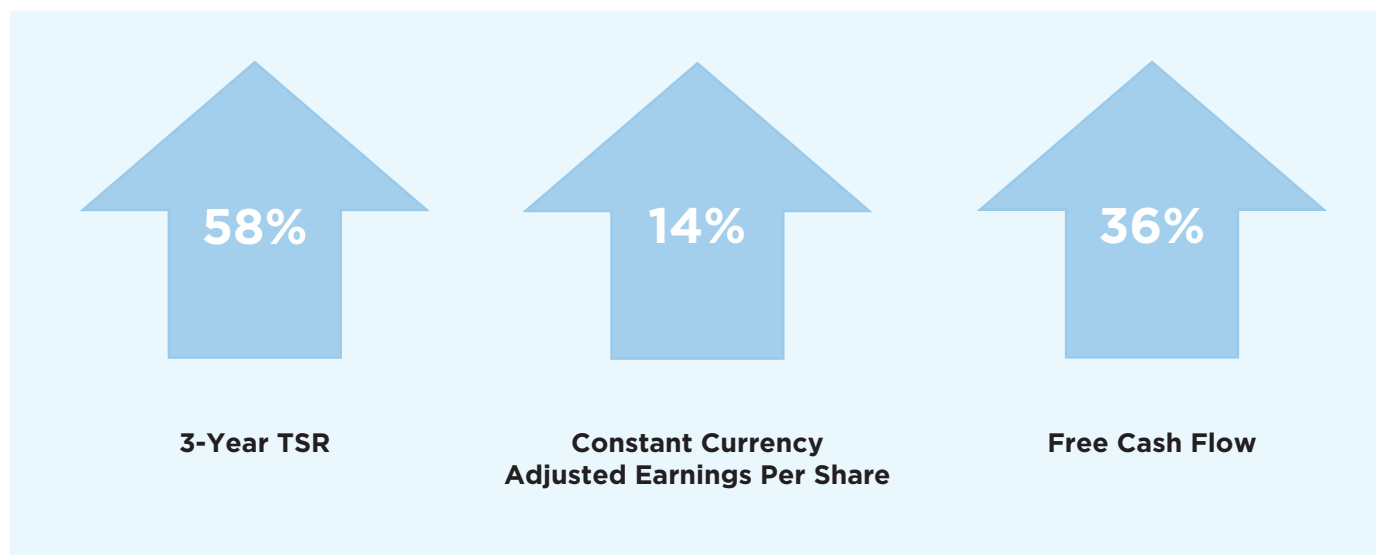 58%
14%
36%
3-Year TSR
Constant Currency
Adjusted Earnings Per Share
Free Cash Flow